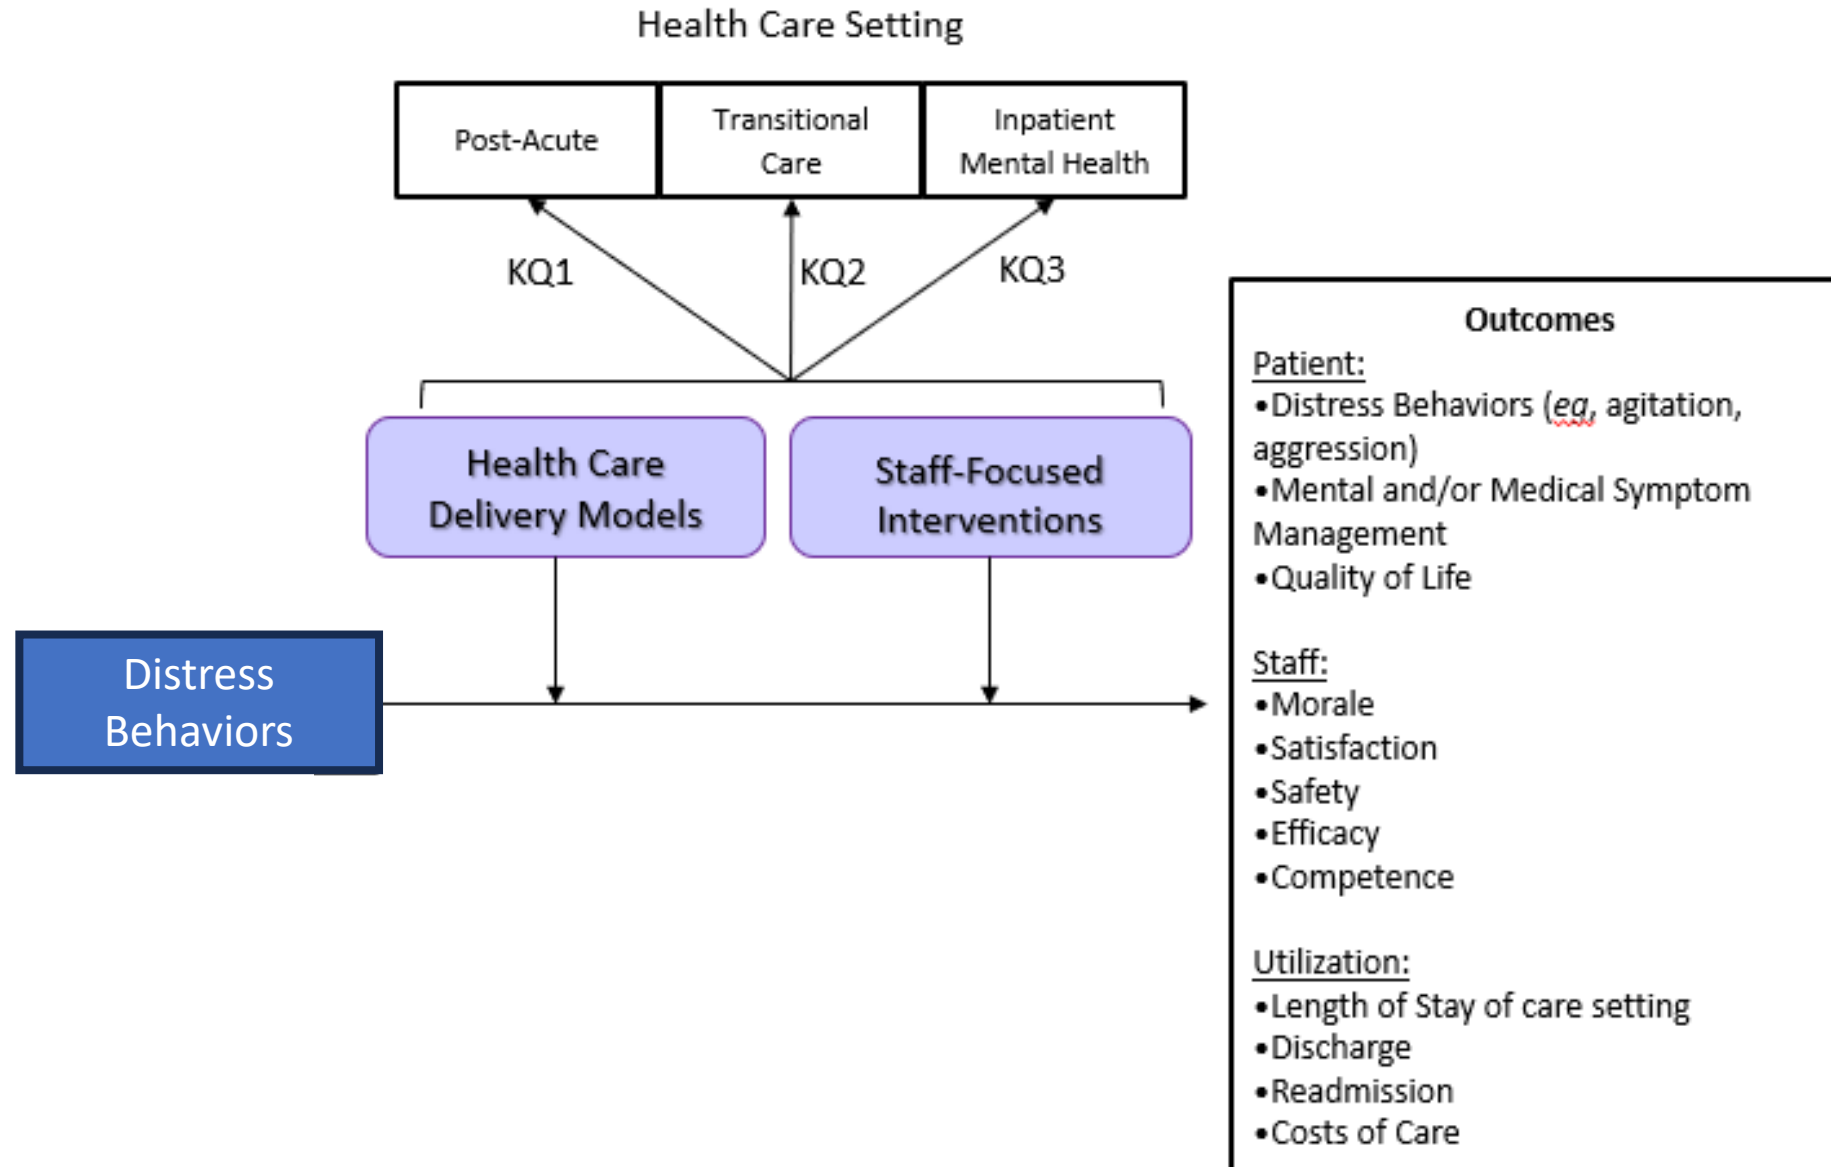 Health Care Setting
Post-Acute
Transitional
Care
Inpatient
Mental Health
KQ1
KQ2
KQ3
Health Care
Delivery Models
Staff-Focused
Interventions
Distress
Behaviors
Outcomes
Patient:
•Distress Behaviors (eg, agitation,
aggression)
•Mental and/or Medical Symptom
Management
•Quality of Life
Staff:
•Morale
•Satisfaction
•Safety
•Efficacy
•Competence
Utilization:
•Length of Stay of care setting
•Discharge
•Readmission
•Costs of Care